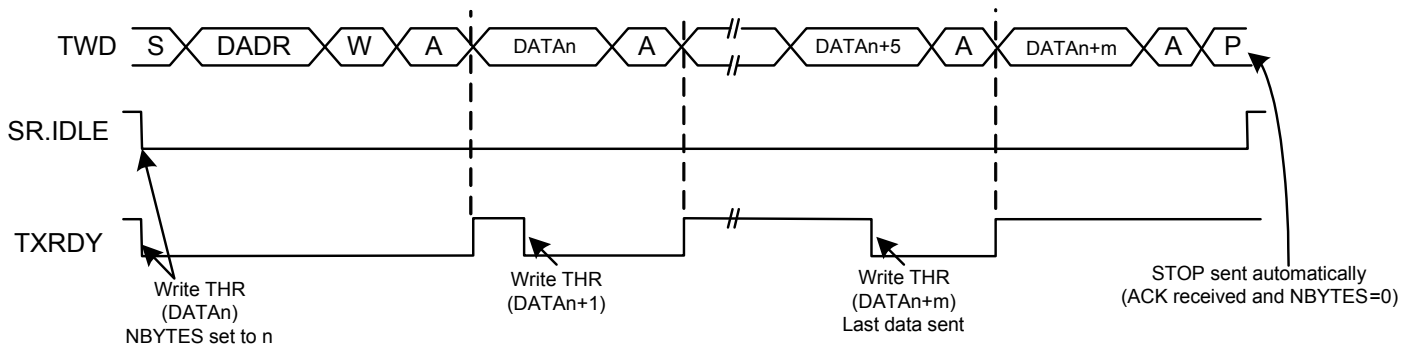 TWD S DADR W A DATAn A DATAn+5 A DATAn+m A P
SR.IDLE
TXRDY
Write THR
(DATAn)
NBYTES set to n
Write THR
(DATAn+1)
Write THR
(DATAn+m)
Last data sent
STOP sent automatically
(ACK received and NBYTES=0)